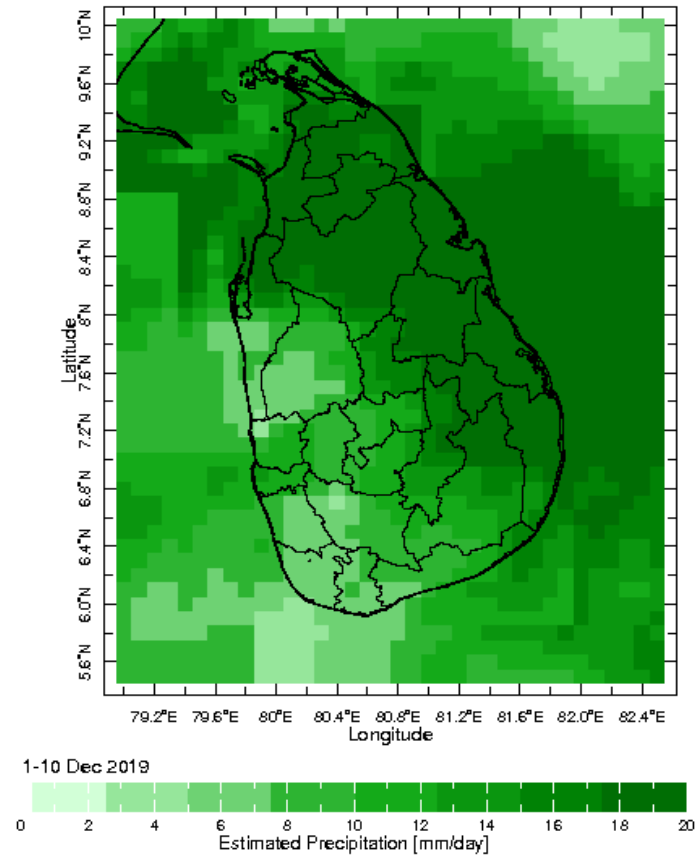 10°N
9.6°N
9.2°N
8.8°N
8.4°N
8°N
7.6°N
7.2°N
6.8°N
6.4°N
6.0°N
5.6°N
Latitude
79.2°E 79.6°E 80°E 80.4°E 80.8°E 81.2°E 81.6°E 82.0°E 82.4°E
Longitude
1-10 Dec 2019
0 2 4 6 8 10 12 14 16 18 20
Estimated Precipitation [mm/day]